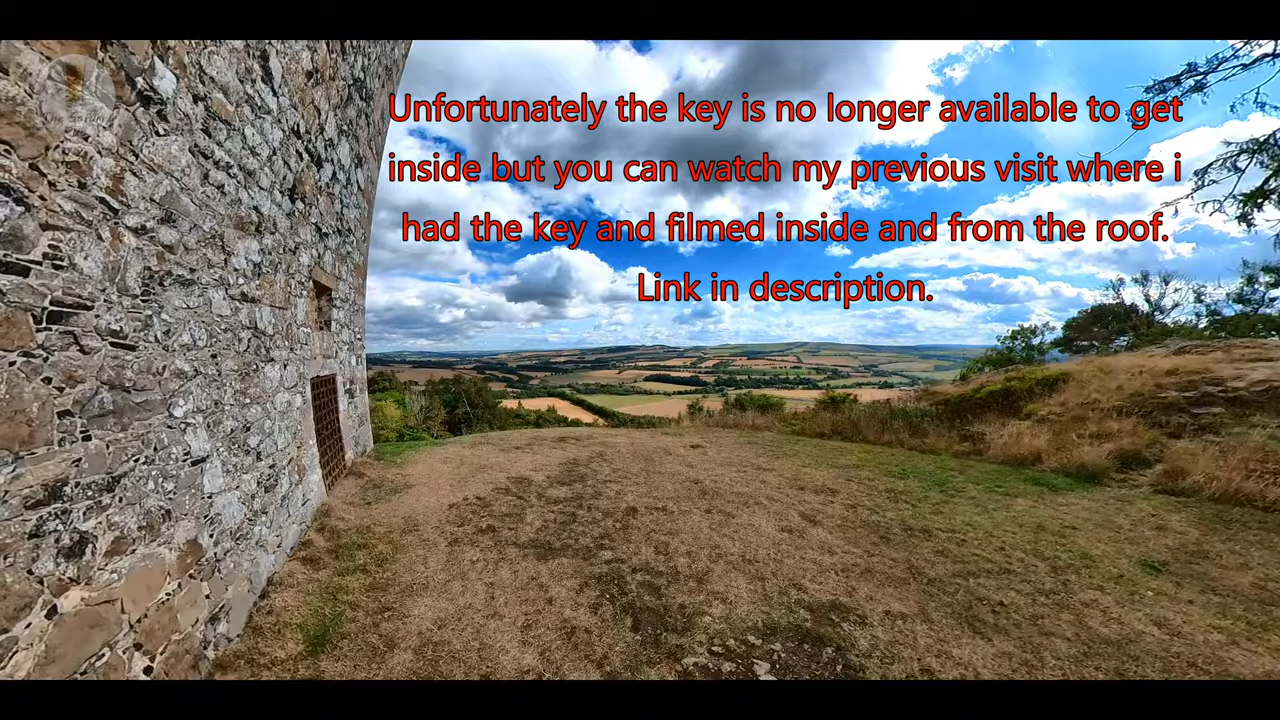 Unfortunately the key is no longer available to get
inside but you can watch my previous visit where i
had the key and filmed inside and from the roof.
Link in description.